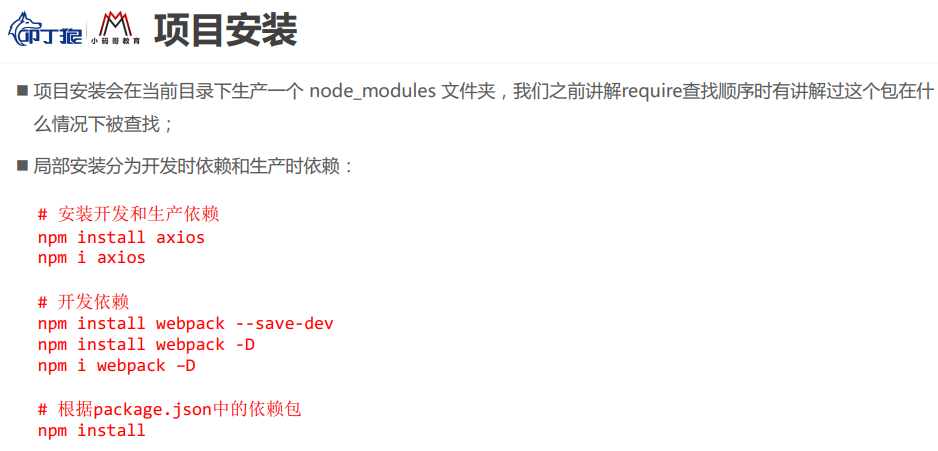 叩丁狼 小码哥教育 项目安装
■ 项目安装会在当前目录下生产一个 node_modules 文件夹，我们之前讲解require查找顺序时有讲解过这个包在什
么情况下被查找；
■ 局部安装分为开发时依赖和生产时依赖：
# 安装开发和生产依赖
npm install axios
npm i axios
# 开发依赖
npm install webpack --save-dev
npm install webpack -D
npm i webpack –D
# 根据package.json中的依赖包
npm install